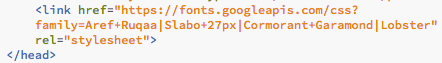 <link href="https://fonts.googleapis.com/css?
family=Aref+Ruqaa|Slabo+27px|Cormorant+Garamond|Lobster"
rel="stylesheet">
</head>